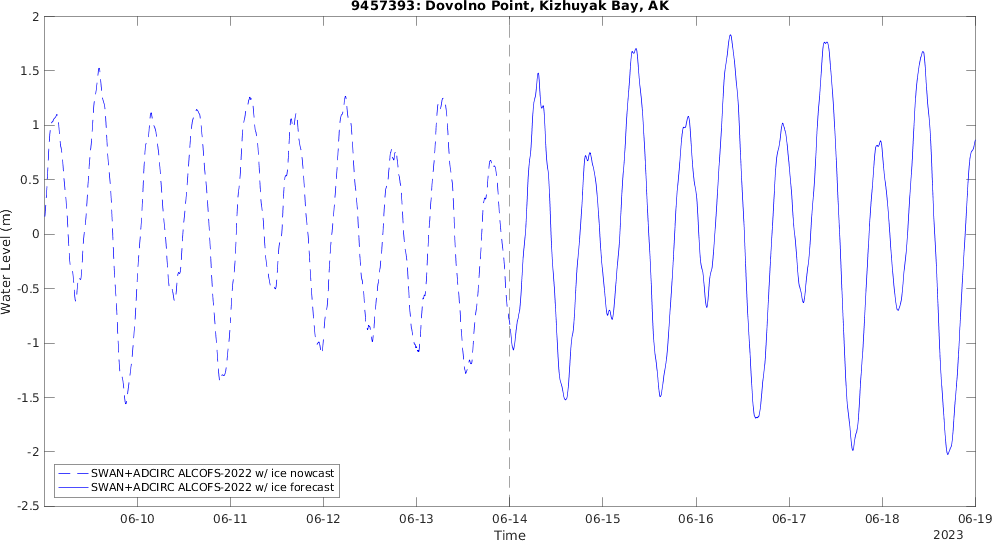 9457393: Dovolno Point, Kizhuyak Bay, AK
2
1.5
1
0.5
0
-0.5
-1
-1.5
-2
-2.5
Water Level (m)
SWAN+ADCIRC ALCOFS-2022 w/ ice nowcast
SWAN+ADCIRC ALCOFS-2022 w/ ice forecast
06-10 06-11 06-12 06-13 06-14 06-15 06-16 06-17 06-18 06-19
Time
2023